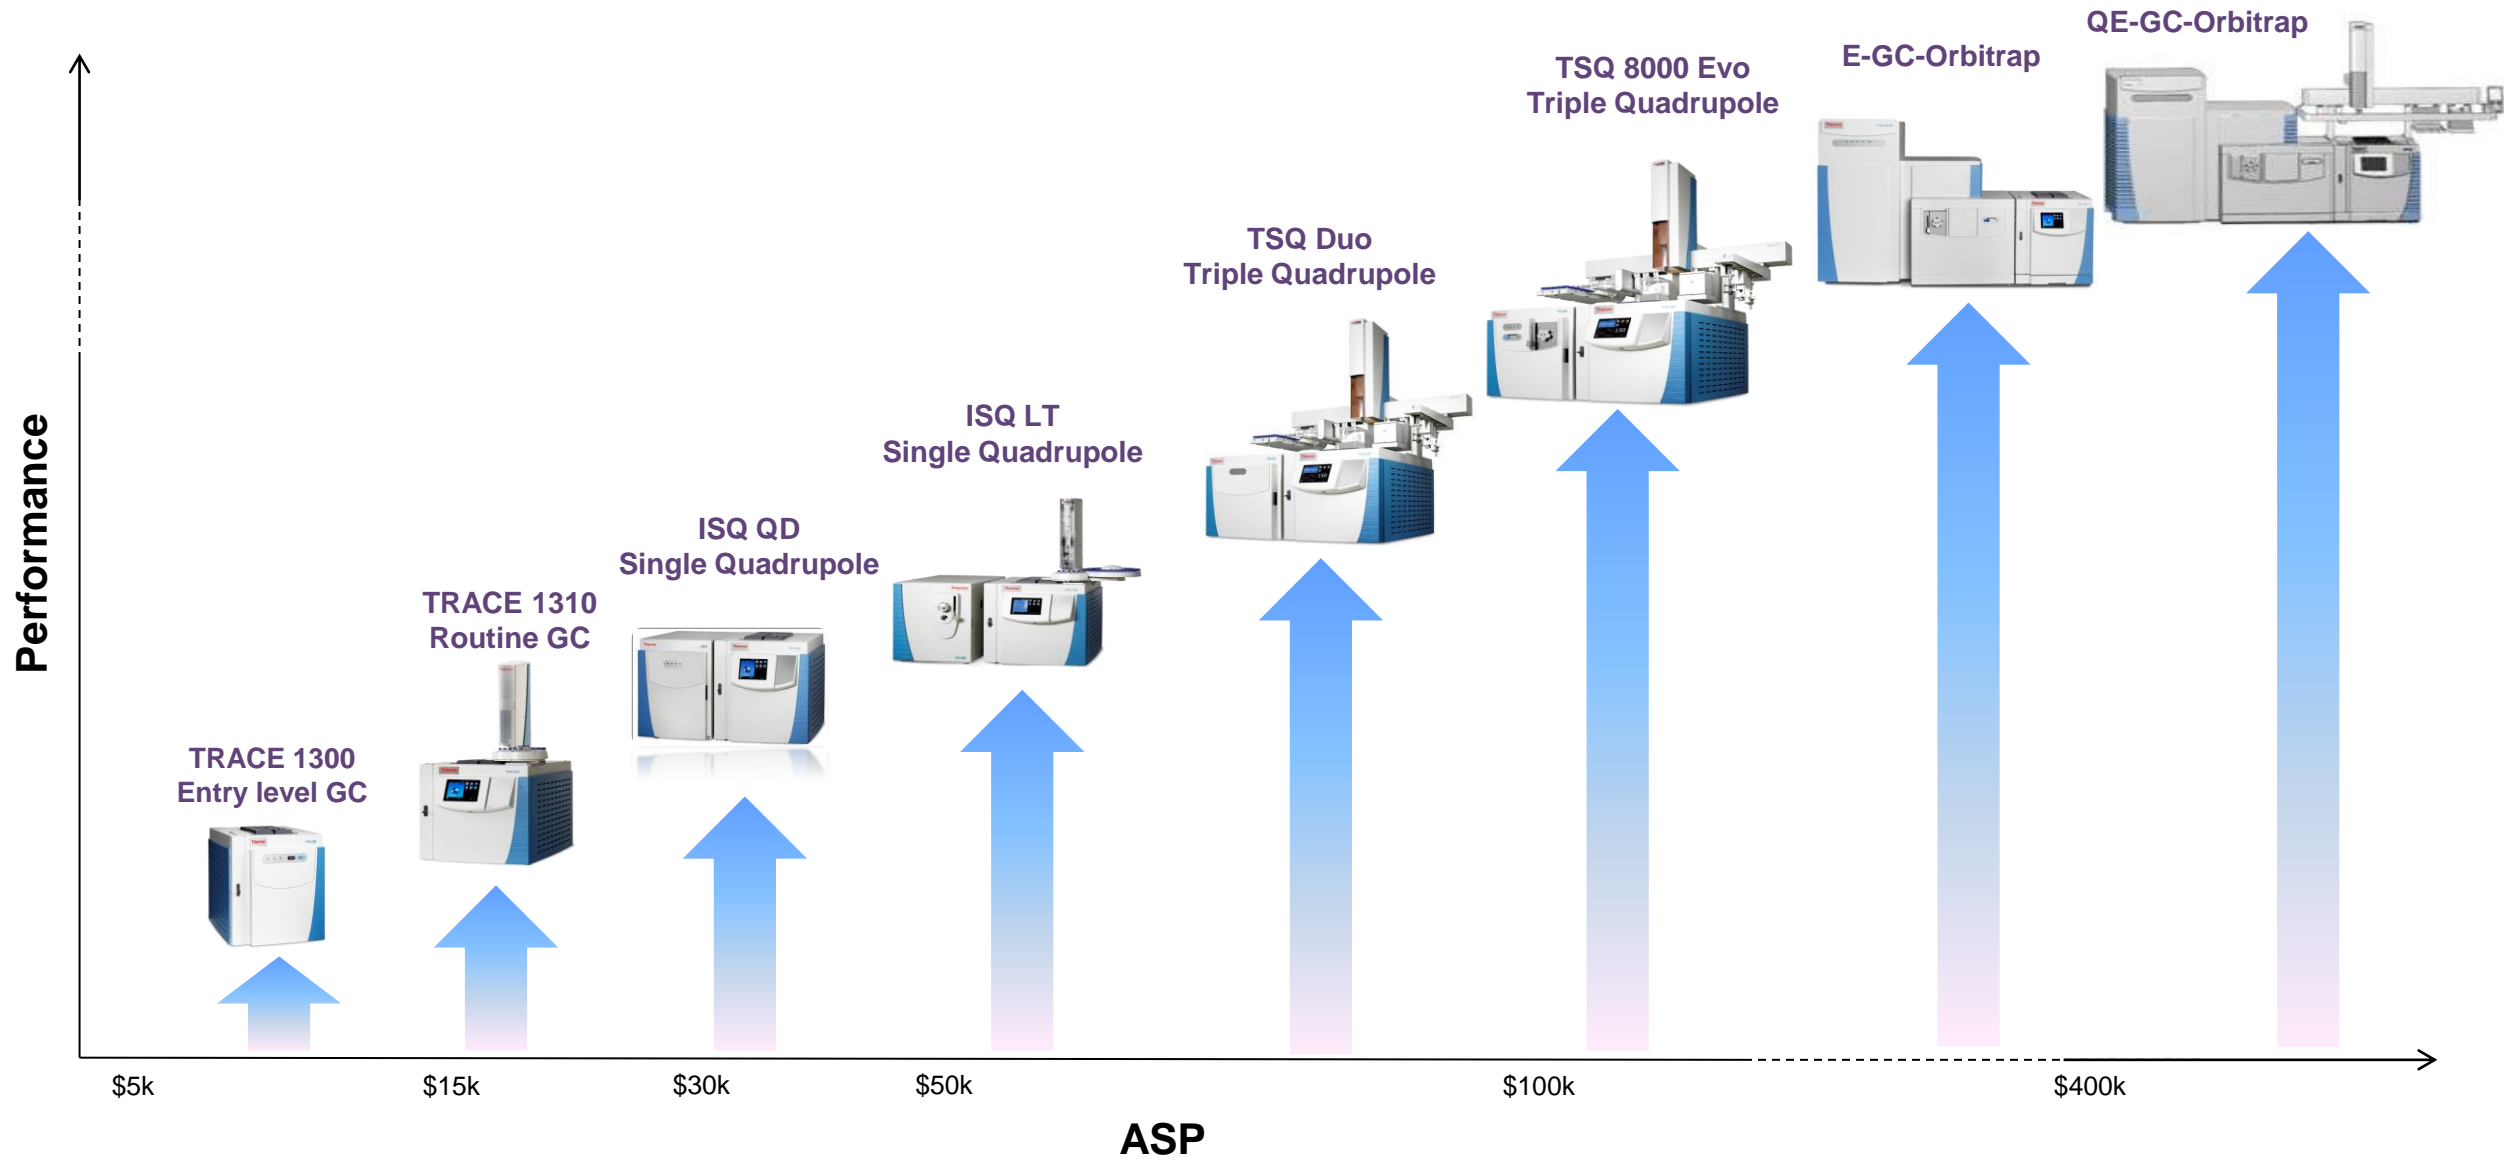 QE-GC-Orbitrap
E-GC-Orbitrap
TSQ 8000 Evo
Triple Quadrupole
TSQ Duo
Triple Quadrupole
ISQ LT
Single Quadrupole
ISQ QD
Single Quadrupole
TRACE 1310
Routine GC
TRACE 1300
Entry level GC
Performance
$5k
$15k
$30k
$50k
$100k
$400k
ASP